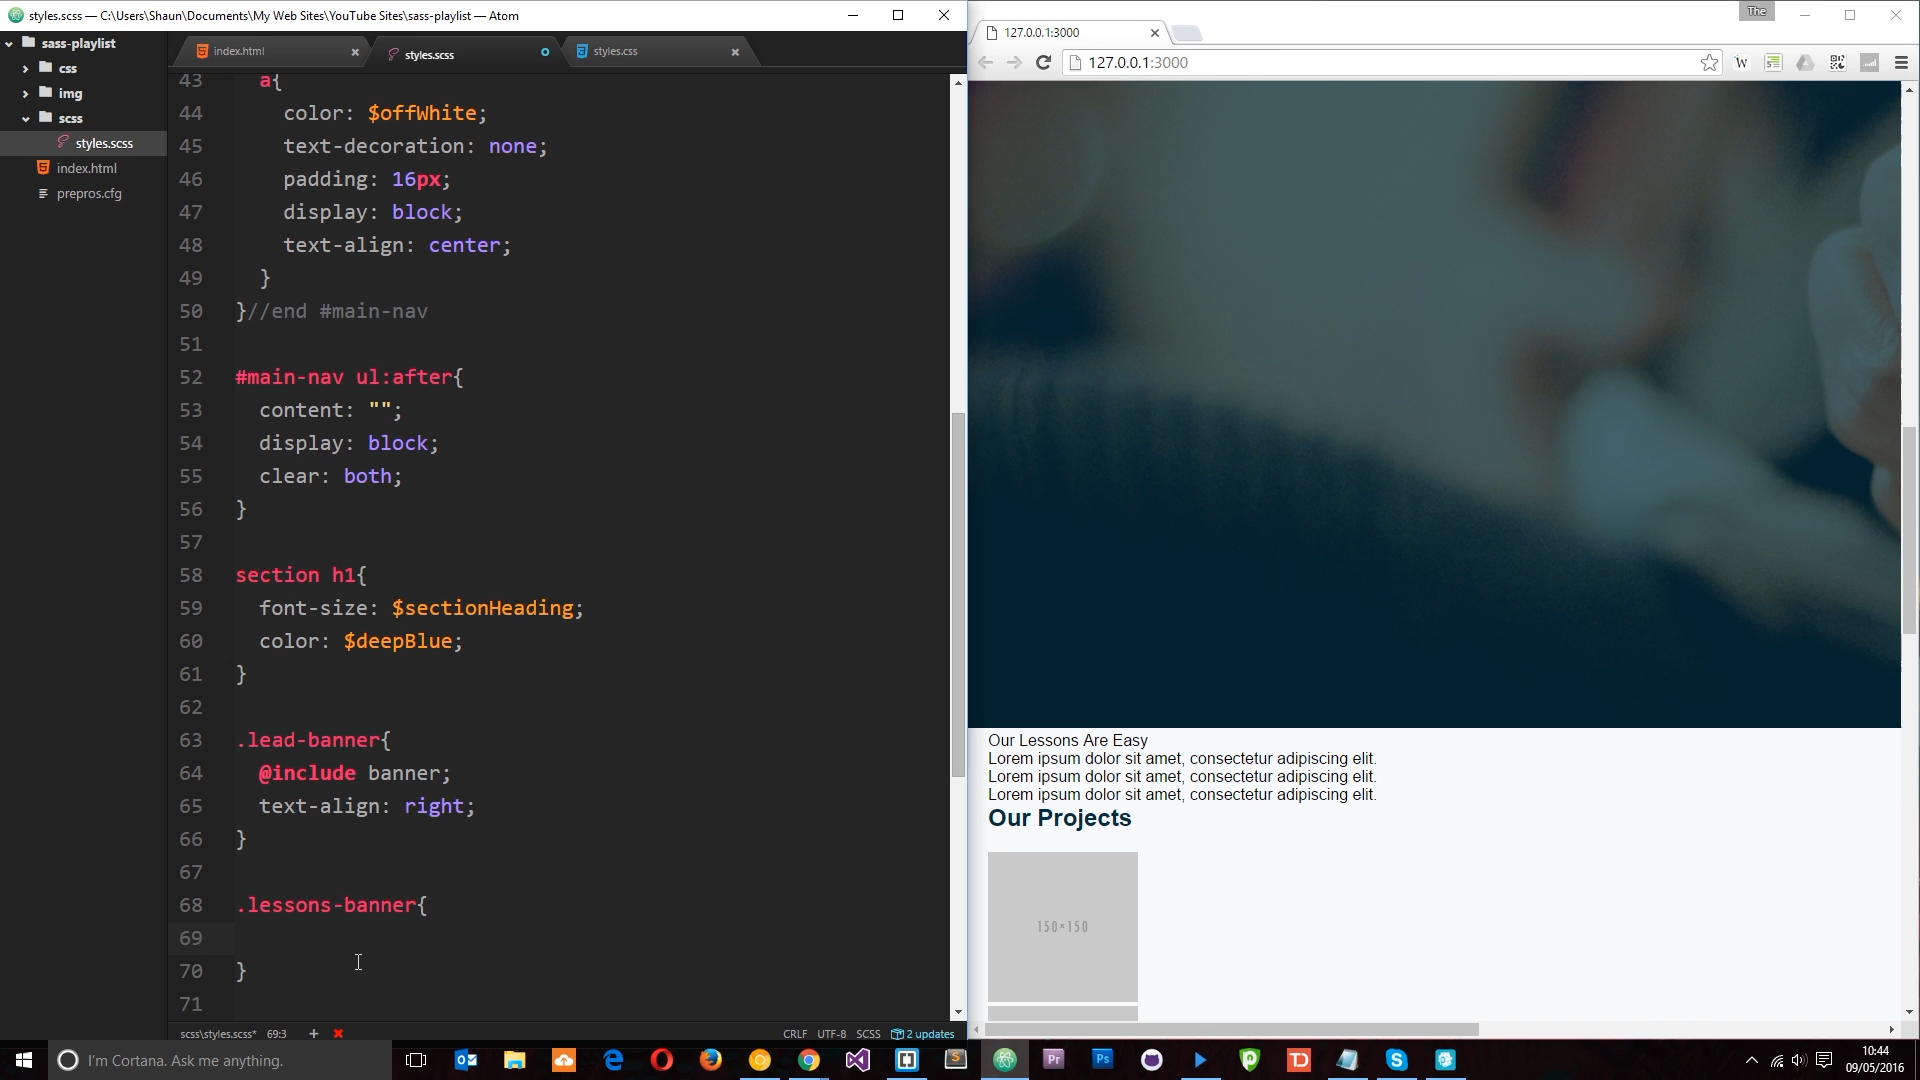 styles.scss — C:\Users\Shaun\Documents\My Web Sites\YouTube Sites\sass-playlist — Atom
The
sass-playlist
css
img
scss
styles.scss
index.html
prepros.cfg
index.html
styles.scss
styles.css
43 a{
44 color: $offWhite;
45 text-decoration: none;
46 padding: 16px;
47 display: block;
48 text-align: center;
49 }
50 }//end #main-nav
51
52 #main-nav ul:after{
53 content: "";
54 display: block;
55 clear: both;
56 }
57
58 section h1{
59 font-size: $sectionHeading;
60 color: $deepBlue;
61 }
62
63 .lead-banner{
64 @include banner;
65 text-align: right;
66 }
67
68 .lessons-banner{
69
70 }
71
scss\styles.scss* 69:3
CRLF UTF-8 SCSS 2 updates
127.0.0.1:3000
127.0.0.1:3000
Our Lessons Are Easy
Lorem ipsum dolor sit amet, consectetur adipiscing elit.
Lorem ipsum dolor sit amet, consectetur adipiscing elit.
Lorem ipsum dolor sit amet, consectetur adipiscing elit.
Our Projects
150×150
I'm Cortana. Ask me anything.
10:44
09/05/2016